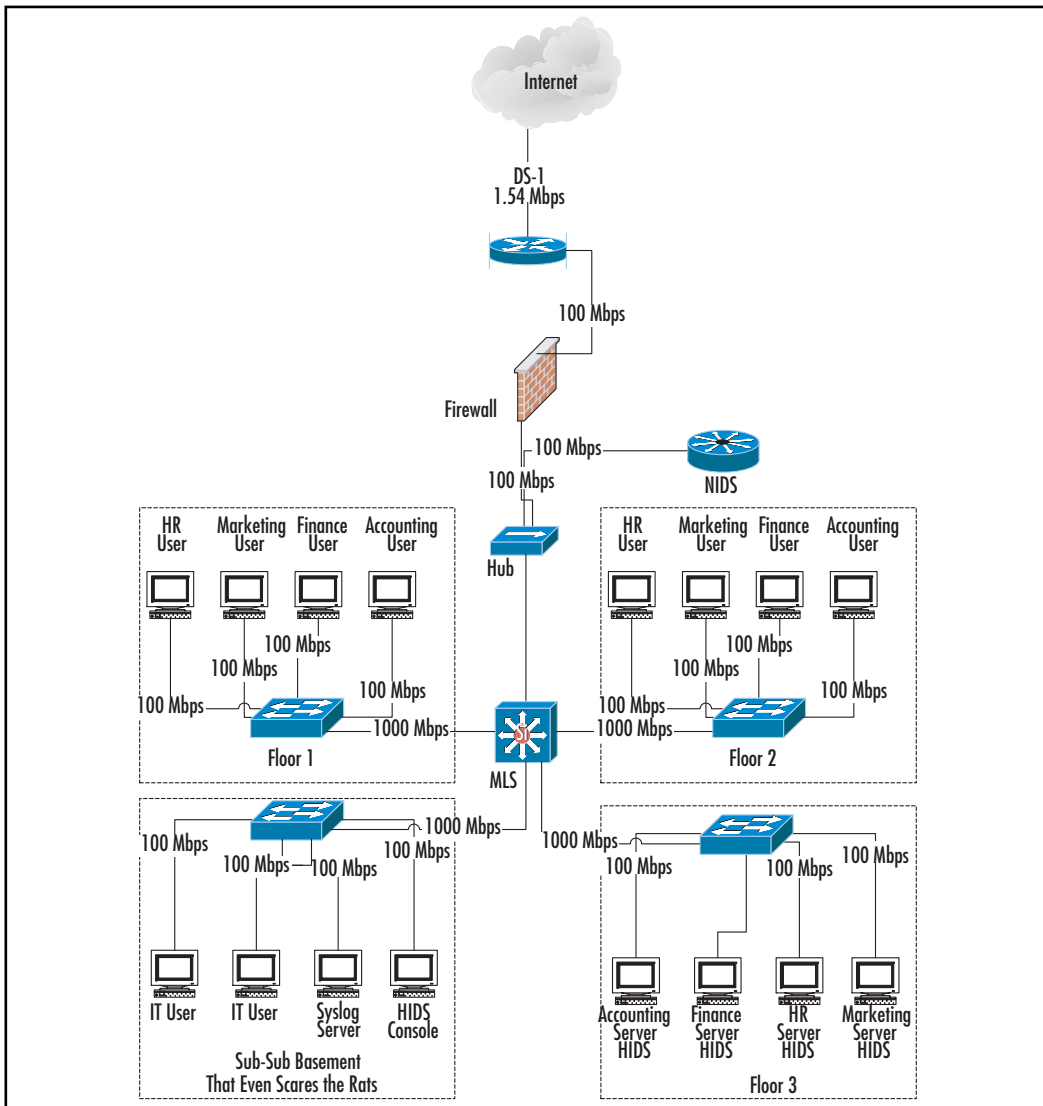 Internet
DS-1
1.54 Mbps
100 Mbps
Firewall
100 Mbps
NIDS
100 Mbps
Hub
HR
User
Marketing
User
Finance
User
Accounting
User
100 Mbps
100 Mbps
100 Mbps
100 Mbps
1000 Mbps
Floor 1
Si
MLS
HR
User
Marketing
User
Finance
User
Accounting
User
100 Mbps
100 Mbps
100 Mbps
100 Mbps
1000 Mbps
Floor 2
1000 Mbps
100 Mbps
100 Mbps
100 Mbps
100 Mbps
IT User
IT User
Syslog
Server
HIDS
Console
Sub-Sub Basement
That Even Scares the Rats
1000 Mbps
100 Mbps
100 Mbps
100 Mbps
Accounting
Server
HIDS
Finance
Server
HIDS
HR
Server
HIDS
Marketing
Server
HIDS
Floor 3